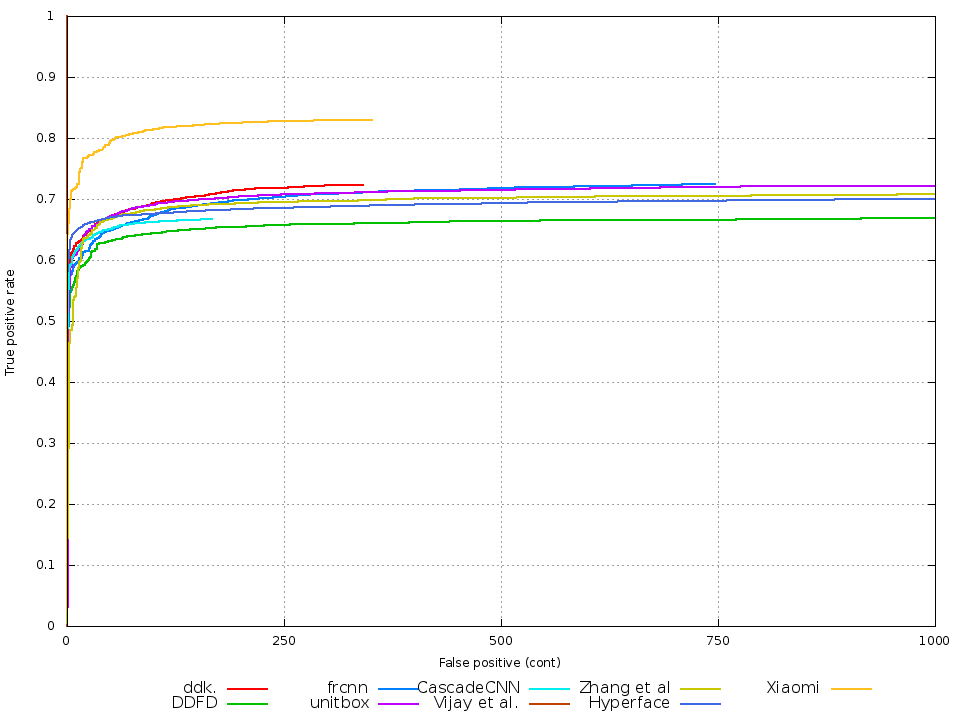 1
0.9
0.8
0.7
0.6
0.5
0.4
0.3
0.2
0.1
0
True positive rate
0 250 500 750 1000
False positive (cont)
ddk. frcnn CascadeCNN Zhang et al Xiaomi
DDFD unitbox Vijay et al. Hyperface